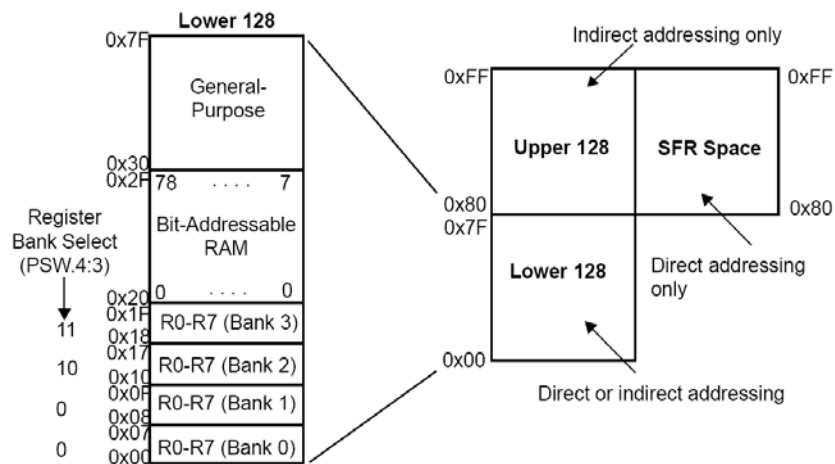 Lower 128
0x7F
General-
Purpose
0x30
0x2F
78 .... 7
Register
Bank Select
(PSW.4:3)
Bit-Addressable
RAM
0 .... 0
0x20
0x1F
11
R0-R7 (Bank 3)
0x18
0x17
10
R0-R7 (Bank 2)
0x10
0x0F
0
R0-R7 (Bank 1)
0x08
0x07
0
R0-R7 (Bank 0)
0x00
Indirect addressing only
0xFF
0xFF
Upper 128
SFR Space
0x80
0x80
0x7F
Lower 128
Direct addressing
only
0x00
Direct or indirect addressing